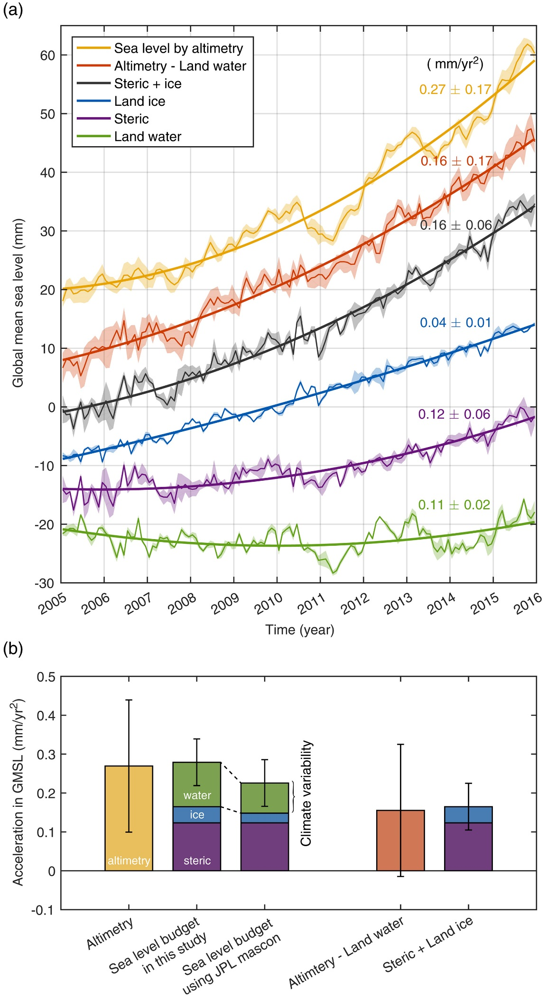 (a)
Sea level by altimetry
Altimetry - Land water
Steric + ice
Land ice
Steric
Land water
( mm/yr²)
0.27 ± 0.17
0.16 ± 0.17
0.16 ± 0.06
0.04 ± 0.01
0.12 ± 0.06
0.11 ± 0.02
Global mean sea level (mm)
60
50
40
30
20
10
0
-10
-20
-30
2005
2006
2007
2008
2009
2010
2011
2012
2013
2014
2015
2016
Time (year)
(b)
Acceleration in GMSL (mm/yr²)
0.5
0.4
0.3
0.2
0.1
0
-0.1
altimetry
water
ice
steric
Climate variability
Altimetry
Sea level budget
in this study
Sea level budget
using JPL mascon
Altimtery - Land water
Steric + Land ice